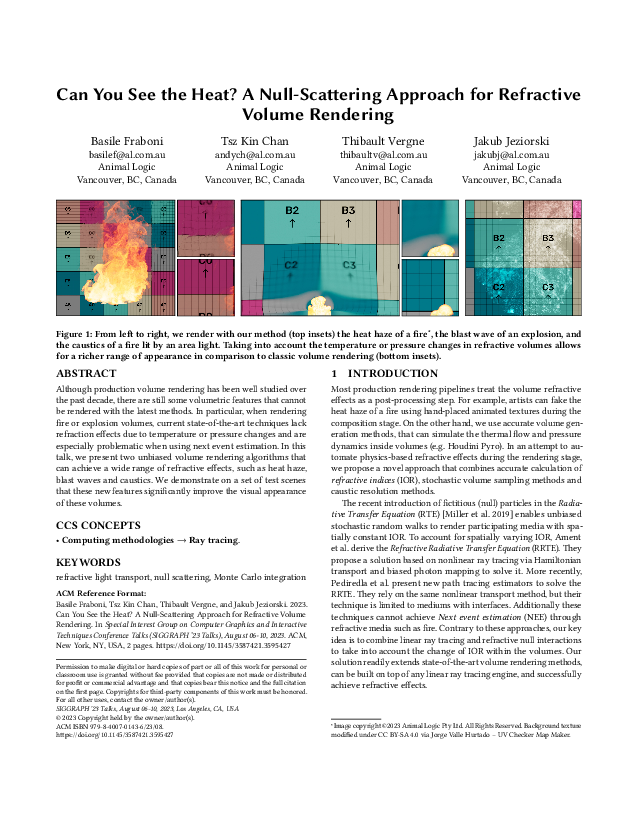 Can You See the Heat? A Null-Scattering Approach for Refractive
Volume Rendering
Basile Fraboni
basilef@al.com.au
Animal Logic
Vancouver, BC, Canada
Tsz Kin Chan
andych@al.com.au
Animal Logic
Vancouver, BC, Canada
Thibault Vergne
thibaultv@al.com.au
Animal Logic
Vancouver, BC, Canada
Jakub Jeziorski
jakubj@al.com.au
Animal Logic
Vancouver, BC, Canada
B2
B3
C2
C3
B2
B3
C2
C3
Figure 1: From left to right, we render with our method (top insets) the heat haze of a fire*, the blast wave of an explosion, and
the caustics of a fire lit by an area light. Taking into account the temperature or pressure changes in refractive volumes allows
for a richer range of appearance in comparison to classic volume rendering (bottom insets).
ABSTRACT
Although production volume rendering has been well studied over
the past decade, there are still some volumetric features that cannot
be rendered with the latest methods. In particular, when rendering
fire or explosion volumes, current state-of-the-art techniques lack
refraction effects due to temperature or pressure changes and are
especially problematic when using next event estimation. In this
talk, we present two unbiased volume rendering algorithms that
can achieve a wide range of refractive effects, such as heat haze,
blast waves and caustics. We demonstrate on a set of test scenes
that these new features significantly improve the visual appearance
of these volumes.
CCS CONCEPTS
• Computing methodologies → Ray tracing.
KEYWORDS
refractive light transport, null scattering, Monte Carlo integration
ACM Reference Format:
Basile Fraboni, Tsz Kin Chan, Thibault Vergne, and Jakub Jeziorski. 2023.
Can You See the Heat? A Null-Scattering Approach for Refractive Volume
Rendering. In Special Interest Group on Computer Graphics and Interactive
Techniques Conference Talks (SIGGRAPH '23 Talks), August 06-10, 2023. ACM,
New York, NY, USA, 2 pages. https://doi.org/10.1145/3587421.3595427
Permission to make digital or hard copies of part or all of this work for personal or
classroom use is granted without fee provided that copies are not made or distributed
for profit or commercial advantage and that copies bear this notice and the full citation
on the first page. Copyrights for third-party components of this work must be honored.
For all other uses, contact the owner/author(s).
SIGGRAPH '23 Talks, August 06-10, 2023, Los Angeles, CA, USA
© 2023 Copyright held by the owner/author(s).
ACM ISBN 979-8-4007-0143-6/23/08.
https://doi.org/10.1145/3587421.3595427
1 INTRODUCTION
Most production rendering pipelines treat the volume refractive
effects as a post-processing step. For example, artists can fake the
heat haze of a fire using hand-placed animated textures during the
composition stage. On the other hand, we use accurate volume gen-
eration methods, that can simulate the thermal flow and pressure
dynamics inside volumes (e.g. Houdini Pyro). In an attempt to au-
tomate physics-based refractive effects during the rendering stage,
we propose a novel approach that combines accurate calculation of
refractive indices (IOR), stochastic volume sampling methods and
caustic resolution methods.
The recent introduction of fictitious (null) particles in the Radia-
tive Transfer Equation (RTE) [Miller et al. 2019] enables unbiased
stochastic random walks to render participating media with spa-
tially constant IOR. To account for spatially varying IOR, Ament
et al. derive the Refractive Radiative Transfer Equation (RRTE). They
propose a solution based on nonlinear ray tracing via Hamiltonian
transport and biased photon mapping to solve it. More recently,
Pediredla et al. present new path tracing estimators to solve the
RRTE. They rely on the same nonlinear transport method, but their
technique is limited to mediums with interfaces. Additionally these
techniques cannot achieve Next event estimation (NEE) through
refractive media such as fire. Contrary to these approaches, our key
idea is to combine linear ray tracing and refractive null interactions
to take into account the change of IOR within the volumes. Our
solution readily extends state-of-the-art volume rendering methods,
can be built on top of any linear ray tracing engine, and successfully
achieve refractive effects.
*Image copyright©2023 Animal Logic Pty Ltd. All Rights Reserved. Background texture
modified under CC BY-SA 4.0 via Jorge Valle Hurtado – UV Checker Map Maker.